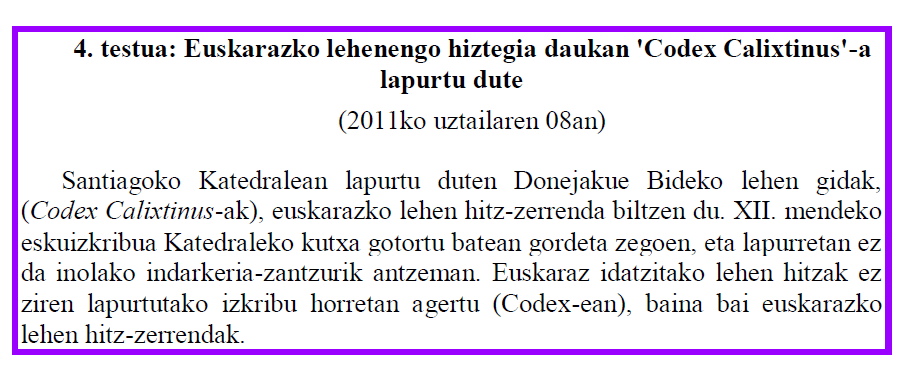 4. testua: Euskarazko lehenengo hiztegia daukan 'Codex Calixtinus'-a
lapurtu dute
(2011ko uztailaren 08an)
Santiagoko Katedralean lapurtu duten Donejakue Bideko lehen gidak,
(Codex Calixtinus-ak), euskarazko lehen hitz-zerrenda biltzen du. XII. mendeko
eskuizkribua Katedraleko kutxa gotortu batean gordeta zegoen, eta lapurretan ez
da inolako indarkeria-zantzurik antzeman. Euskaraz idatzitako lehen hitzak ez
ziren lapurtutako izkribu horretan agertu (Codex-ean), baina bai euskarazko
lehen hitz-zerrendak.